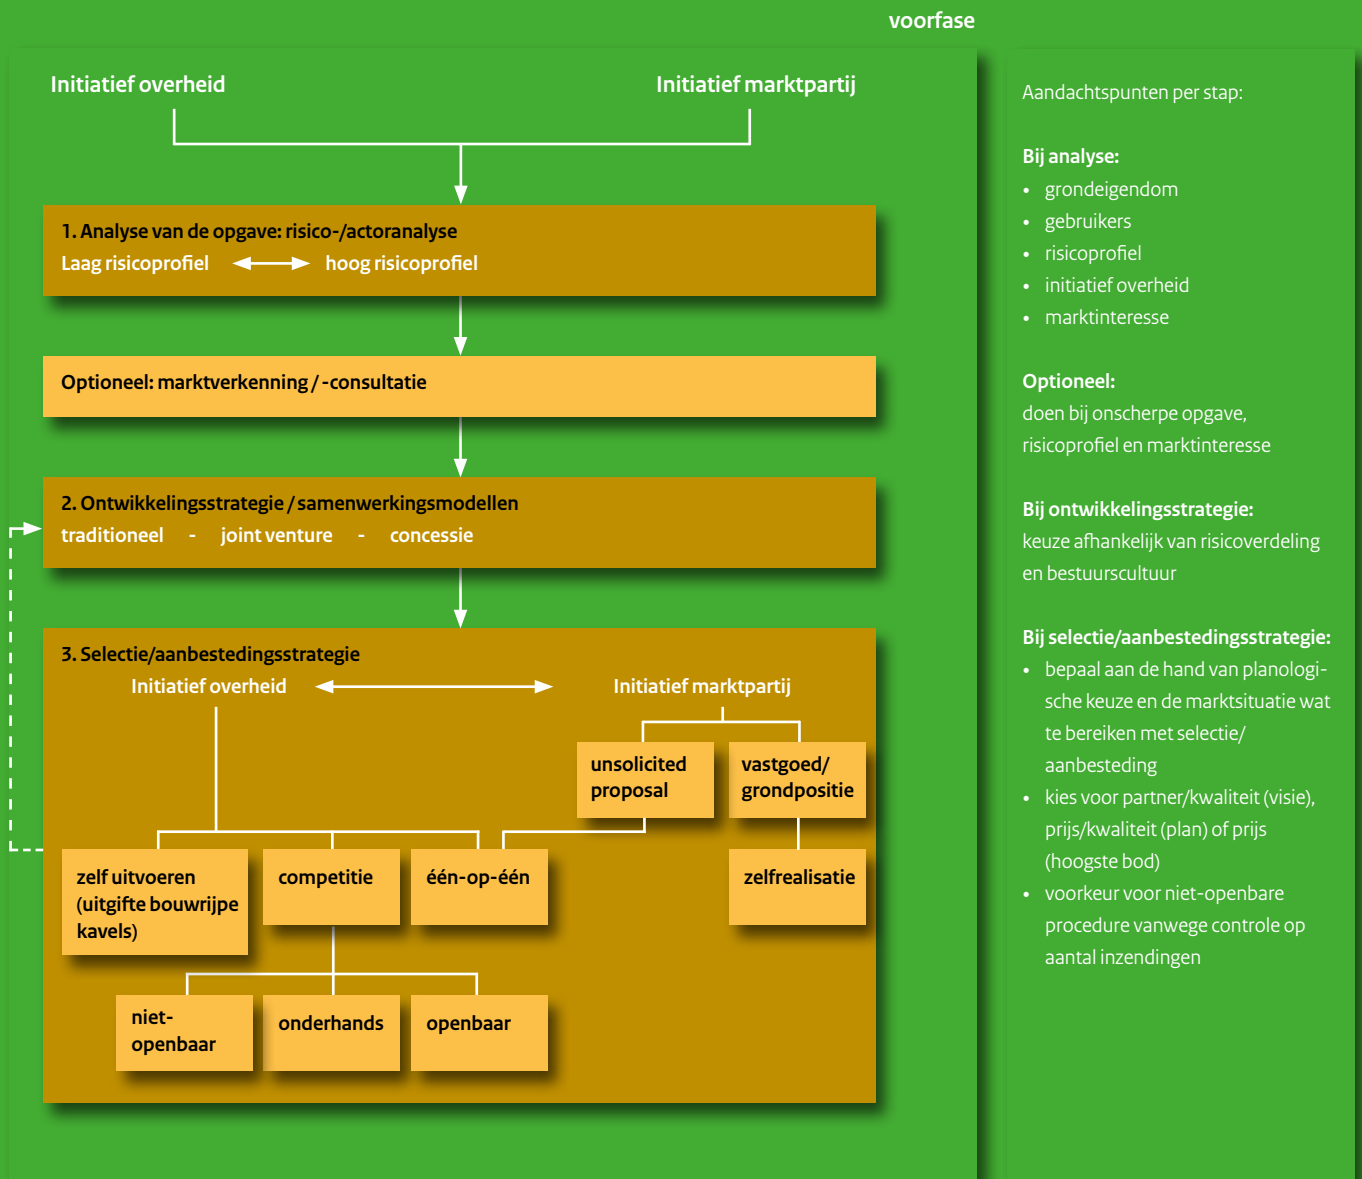 voorfase
Initiatief overheid
Initiatief marktpartij
1. Analyse van de opgave: risico-/actoranalyse
Laag risicoprofiel hoog risicoprofiel
Optioneel: marktverkenning / -consultatie
2. Ontwikkelingsstrategie / samenwerkingsmodellen
traditioneel - joint venture - concessie
3. Selectie/aanbestedingsstrategie
Initiatief overheid
Initiatief marktpartij
unsolicited
proposal
vastgoed/
grondpositie
zelf uitvoeren
(uitgifte bouwrijpe
kavels)
competitie
één-op-één
zelfrealisatie
niet-
openbaar
onderhands
openbaar
Aandachtspunten per stap:
Bij analyse:
• grondeigendom
• gebruikers
• risicoprofiel
• initiatief overheid
• marktinteresse
Optioneel:
doen bij onscherpe opgave,
risicoprofiel en marktinteresse
Bij ontwikkelingsstrategie:
keuze afhankelijk van risicoverdeling
en bestuurscultuur
Bij selectie/aanbestedingsstrategie:
• bepaal aan de hand van planologi-
sche keuze en de marktsituatie wat
te bereiken met selectie/
aanbesteding
• kies voor partner/kwaliteit (visie),
prijs/kwaliteit (plan) of prijs
(hoogste bod)
• voorkeur voor niet-openbare
procedure vanwege controle op
aantal inzendingen